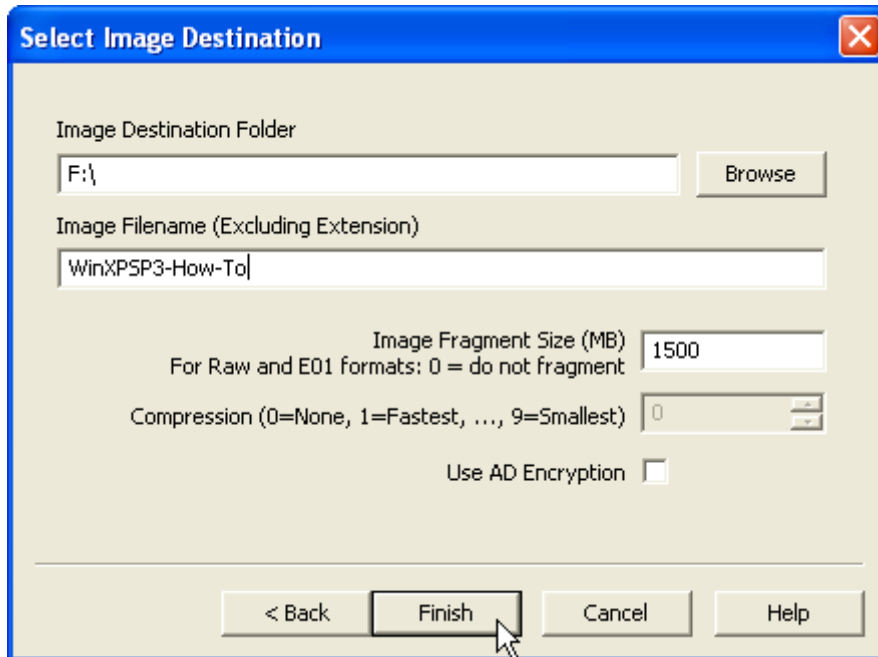 Select Image Destination
Image Destination Folder
F:\
Browse
Image Filename (Excluding Extension)
WinXPSP3-How-To
Image Fragment Size (MB)
For Raw and E01 formats: 0 = do not fragment
1500
Compression (0=None, 1=Fastest, ..., 9=Smallest)
0
Use AD Encryption
< Back
Finish
Cancel
Help